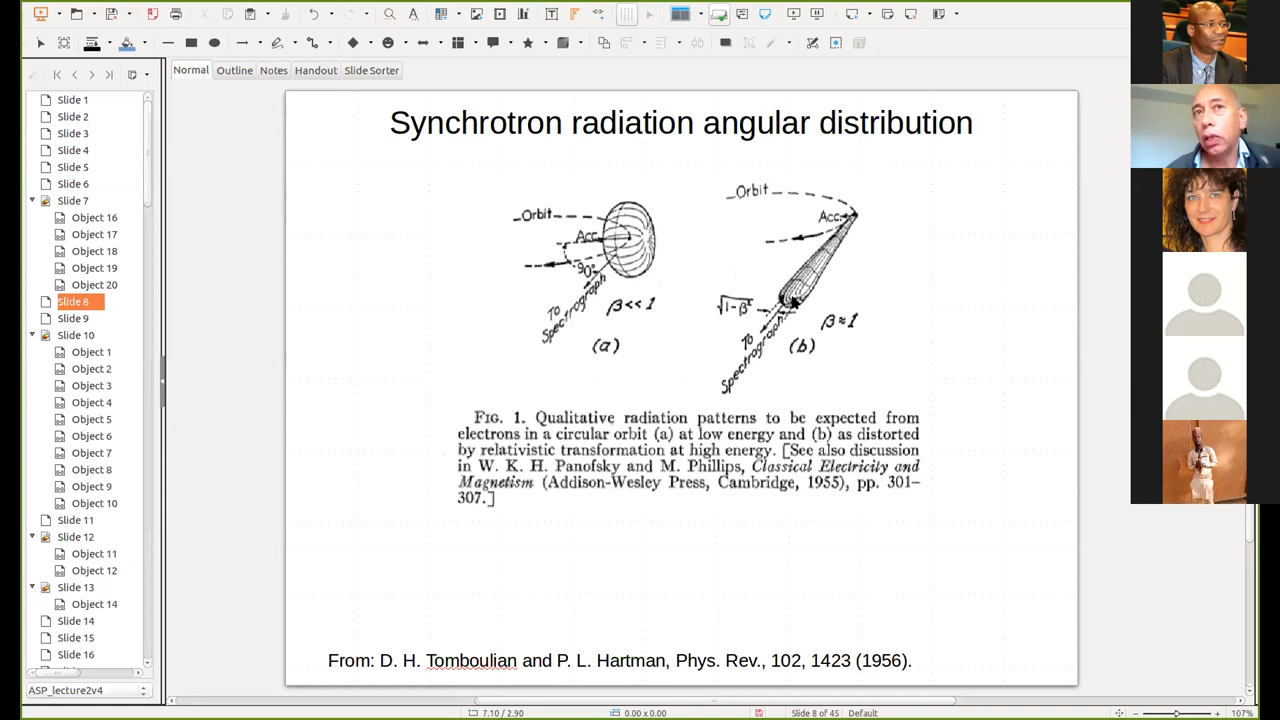 Normal
Outline
Notes
Handout
Slide Sorter
Slide 1
Slide 2
Slide 3
Slide 4
Slide 5
Slide 6
Slide 7
Object 16
Object 17
Object 18
Object 19
Object 20
Slide 8
Slide 9
Slide 10
Object 1
Object 2
Object 3
Object 4
Object 5
Object 6
Object 7
Object 8
Object 9
Object 10
Slide 11
Slide 12
Object 11
Object 12
Slide 13
Object 14
Slide 14
Slide 15
Slide 16
ASP_lecture2v4
Synchrotron radiation angular distribution
Orbit
Acc.
90°
To
Spectrograph
β<<1
(a)
Orbit
Acc.
√1-β²
To
Spectrograph
β≈1
(b)
FIG. 1. Qualitative radiation patterns to be expected from
electrons in a circular orbit (a) at low energy and (b) as distorted
by relativistic transformation at high energy. [See also discussion
in W. K. H. Panofsky and M. Phillips, Classical Electricity and
Magnetism (Addison-Wesley Press, Cambridge, 1955), pp. 301–
307.]
From: D. H. Tomboulian and P. L. Hartman, Phys. Rev., 102, 1423 (1956).
7.10 / 2.90
0.00 x 0.00
Slide 8 of 45
Default
107%